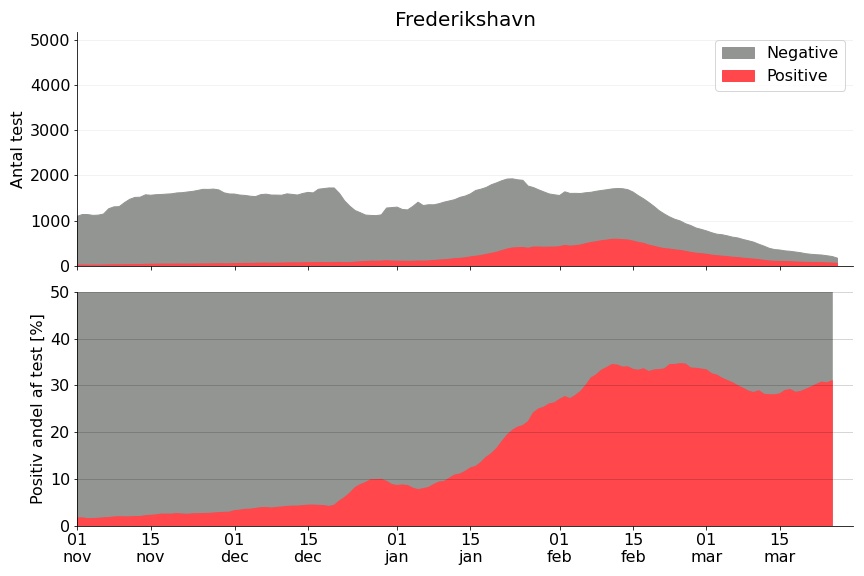 Frederikshavn
Antal test
5000
4000
3000
2000
1000
0
Negative
Positive
Positiv andel af test [%]
50
40
30
20
10
0
01 15 01 15 01 15 01 15 01 15
nov nov dec dec jan jan feb feb mar mar